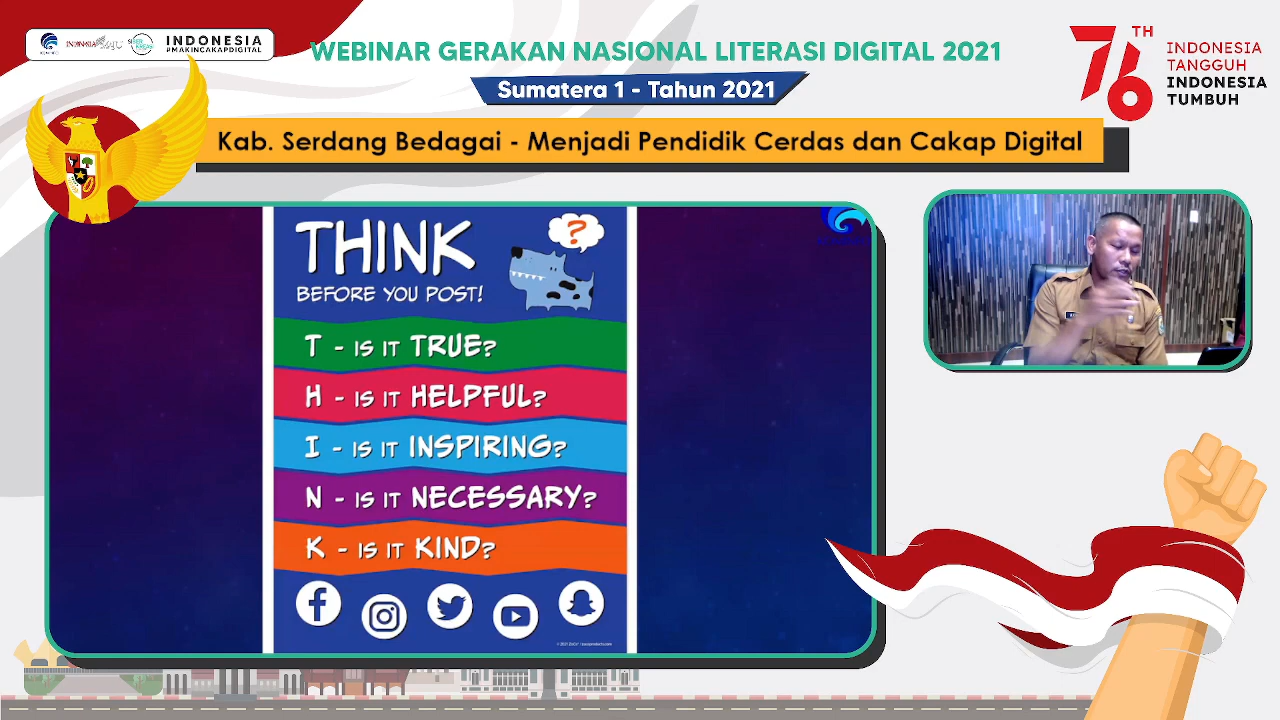 INDONESIA
#MAKINCAKAPDIGITAL
WEBINAR GERAKAN NASIONAL LITERASI DIGITAL 2021
Sumatera 1 - Tahun 2021
76 TH
INDONESIA
TANGGUH
INDONESIA
TUMBUH
Kab. Serdang Bedagai - Menjadi Pendidik Cerdas dan Cakap Digital
THINK
?
BEFORE YOU POST!
T - IS IT TRUE?
H - IS IT HELPFUL?
I - IS IT INSPIRING?
N - IS IT NECESSARY?
K - IS IT KIND?